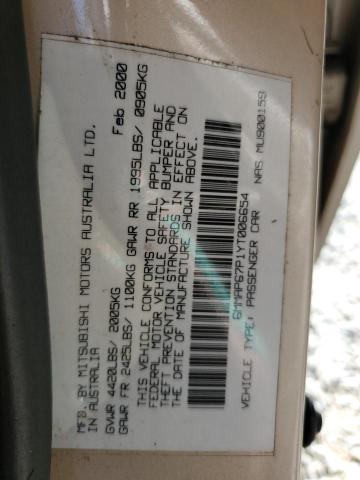 MFD. BY MITSUBISHI MOTORS AUSTRALIA LTD.
IN AUSTRALIA Feb 2000
GVWR 4420LBS/ 2005KG
GAWR FR 2425LBS/ 1100KG GAWR RR 1995LBS/ 0905KG
THIS VEHICLE CONFORMS TO ALL APPLICABLE
FEDERAL MOTOR VEHICLE SAFETY BUMPER AND
THEFT PREVENTION STANDARDS IN EFFECT ON
THE DATE OF MANUFACTURE SHOWN ABOVE.
6MMAP67P1YT006654
VEHICLE TYPE: PASSENGER CAR NAS MU900159